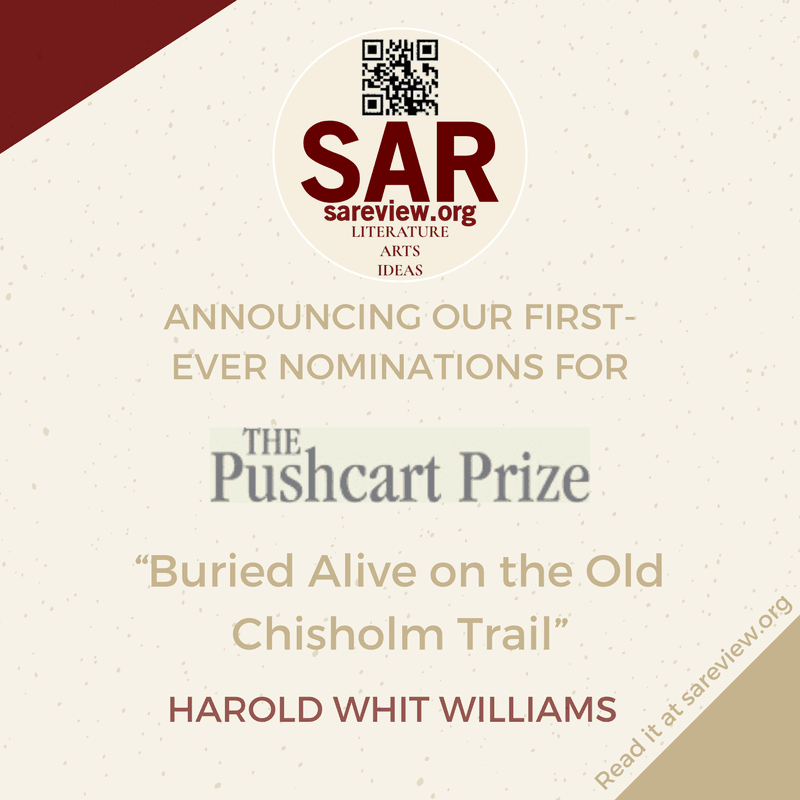 SAR
sareview.org
LITERATURE
ARTS
IDEAS
ANNOUNCING OUR FIRST-
EVER NOMINATIONS FOR
THE
Pushcart Prize
“Buried Alive on the Old
Chisholm Trail”
HAROLD WHIT WILLIAMS
Read it at sareview.org